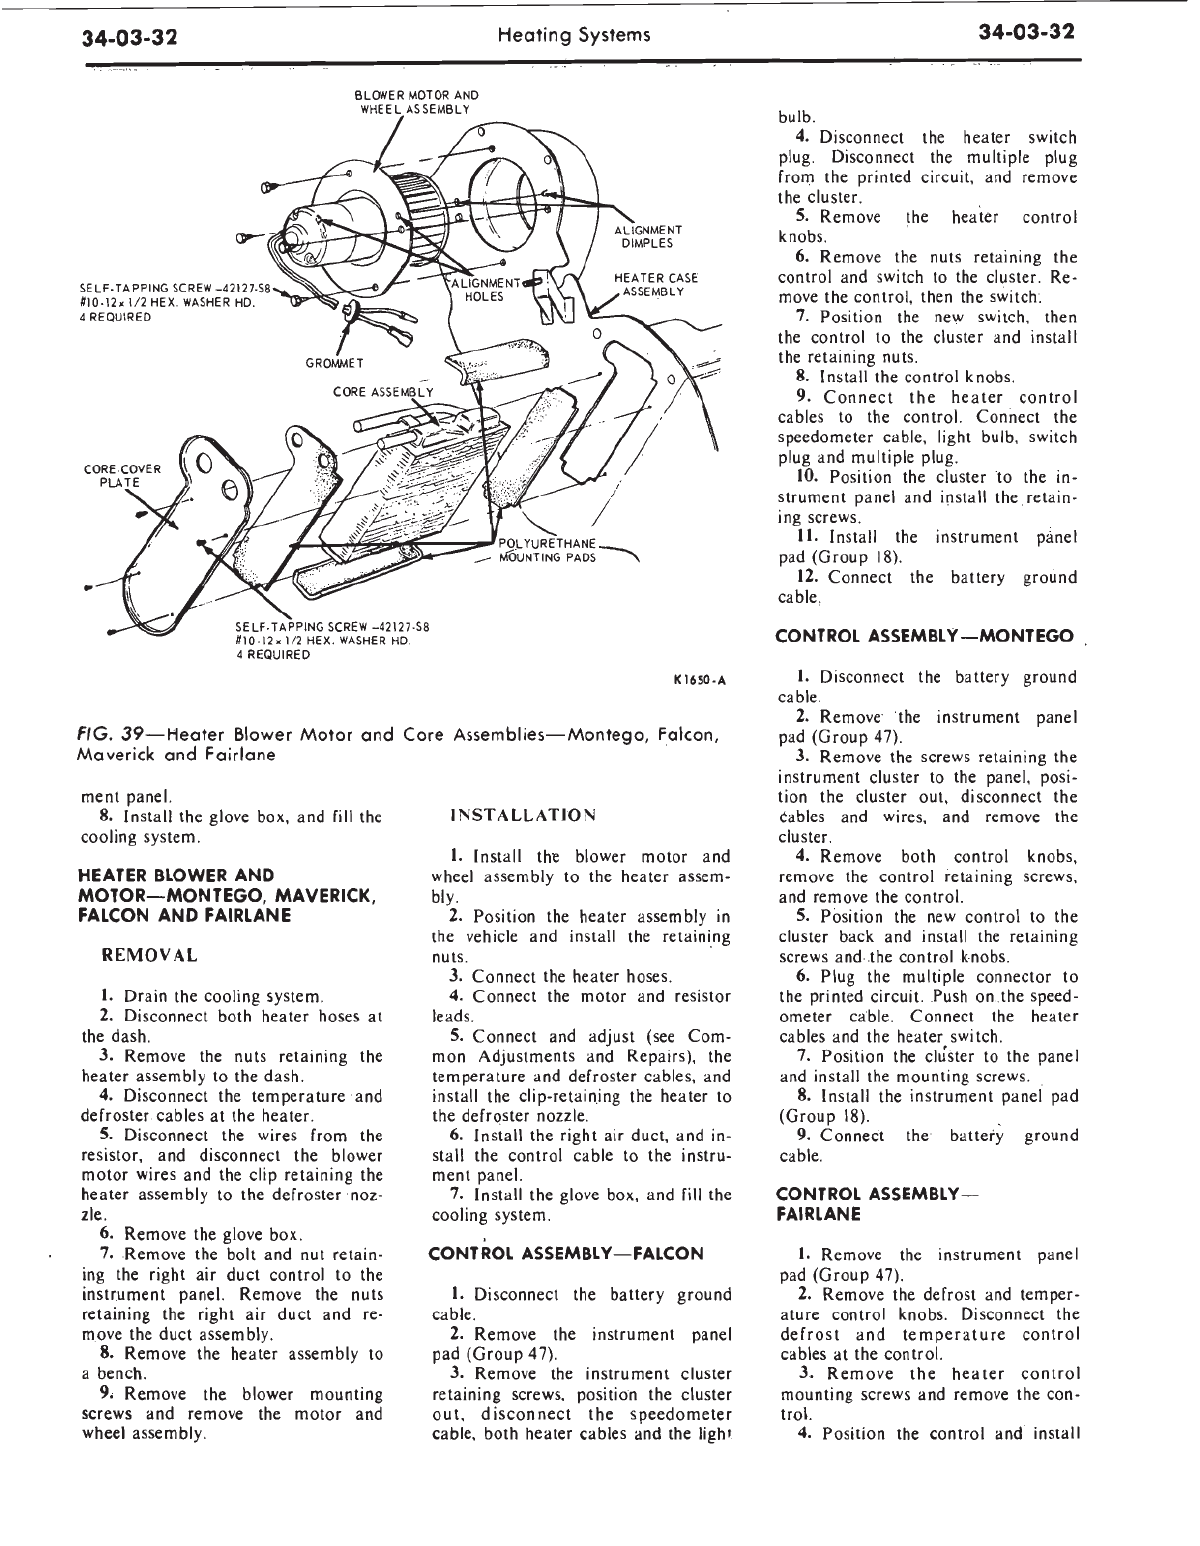 34-03-32
Heating Systems
34-03-32
BLOWER MOTOR AND
WHEEL ASSEMBLY
ALIGNMENT
DIMPLES
ALIGNMENT
HOLES
HEATER CASE
ASSEMBLY
SELF-TAPPING SCREW –42127-S8
#10-12 x 1/2 HEX. WASHER HD.
4 REQUIRED
GROMMET
CORE ASSEMBLY
CORE COVER
PLATE
POLYURETHANE
MOUNTING PADS
SELF-TAPPING SCREW –42127-S8
#10-12 x 1/2 HEX. WASHER HD.
4 REQUIRED
K1650-A
FIG. 39—Heater Blower Motor and Core Assemblies—Montego, Falcon,
Maverick and Fairlane
ment panel.
8. Install the glove box, and fill the
cooling system.
HEATER BLOWER AND
MOTOR—MONTEGO, MAVERICK,
FALCON AND FAIRLANE
REMOVAL
1. Drain the cooling system.
2. Disconnect both heater hoses at
the dash.
3. Remove the nuts retaining the
heater assembly to the dash.
4. Disconnect the temperature and
defroster cables at the heater.
5. Disconnect the wires from the
resistor, and disconnect the blower
motor wires and the clip retaining the
heater assembly to the defroster noz-
zle.
6. Remove the glove box.
7. Remove the bolt and nut retain-
ing the right air duct control to the
instrument panel. Remove the nuts
retaining the right air duct and re-
move the duct assembly.
8. Remove the heater assembly to
a bench.
9. Remove the blower mounting
screws and remove the motor and
wheel assembly.
INSTALLATION
1. Install the blower motor and
wheel assembly to the heater assem-
bly.
2. Position the heater assembly in
the vehicle and install the retaining
nuts.
3. Connect the heater hoses.
4. Connect the motor and resistor
leads.
5. Connect and adjust (see Com-
mon Adjustments and Repairs), the
temperature and defroster cables, and
install the clip-retaining the heater to
the defroster nozzle.
6. Install the right air duct, and in-
stall the control cable to the instru-
ment panel.
7. Install the glove box, and fill the
cooling system.
CONTROL ASSEMBLY—FALCON
1. Disconnect the battery ground
cable.
2. Remove the instrument panel
pad (Group 47).
3. Remove the instrument cluster
retaining screws, position the cluster
out, disconnect the speedometer
cable, both heater cables and the light
bulb.
4. Disconnect the heater switch
plug. Disconnect the multiple plug
from the printed circuit, and remove
the cluster.
5. Remove the heater control
knobs.
6. Remove the nuts retaining the
control and switch to the cluster. Re-
move the control, then the switch.
7. Position the new switch, then
the control to the cluster and install
the retaining nuts.
8. Install the control knobs.
9. Connect the heater control
cables to the control. Connect the
speedometer cable, light bulb, switch
plug and multiple plug.
10. Position the cluster to the in-
strument panel and install the retain-
ing screws.
11. Install the instrument panel
pad (Group 18).
12. Connect the battery ground
cable.
CONTROL ASSEMBLY—MONTEGO
1. Disconnect the battery ground
cable.
2. Remove the instrument panel
pad (Group 47).
3. Remove the screws retaining the
instrument cluster to the panel, posi-
tion the cluster out, disconnect the
cables and wires, and remove the
cluster.
4. Remove both control knobs,
remove the control retaining screws,
and remove the control.
5. Position the new control to the
cluster back and install the retaining
screws and the control knobs.
6. Plug the multiple connector to
the printed circuit. Push on the speed-
ometer cable. Connect the heater
cables and the heater switch.
7. Position the cluster to the panel
and install the mounting screws.
8. Install the instrument panel pad
(Group 18).
9. Connect the battery ground
cable.
CONTROL ASSEMBLY—
FAIRLANE
1. Remove the instrument panel
pad (Group 47).
2. Remove the defrost and temper-
ature control knobs. Disconnect the
defrost and temperature control
cables at the control.
3. Remove the heater control
mounting screws and remove the con-
trol.
4. Position the control and install